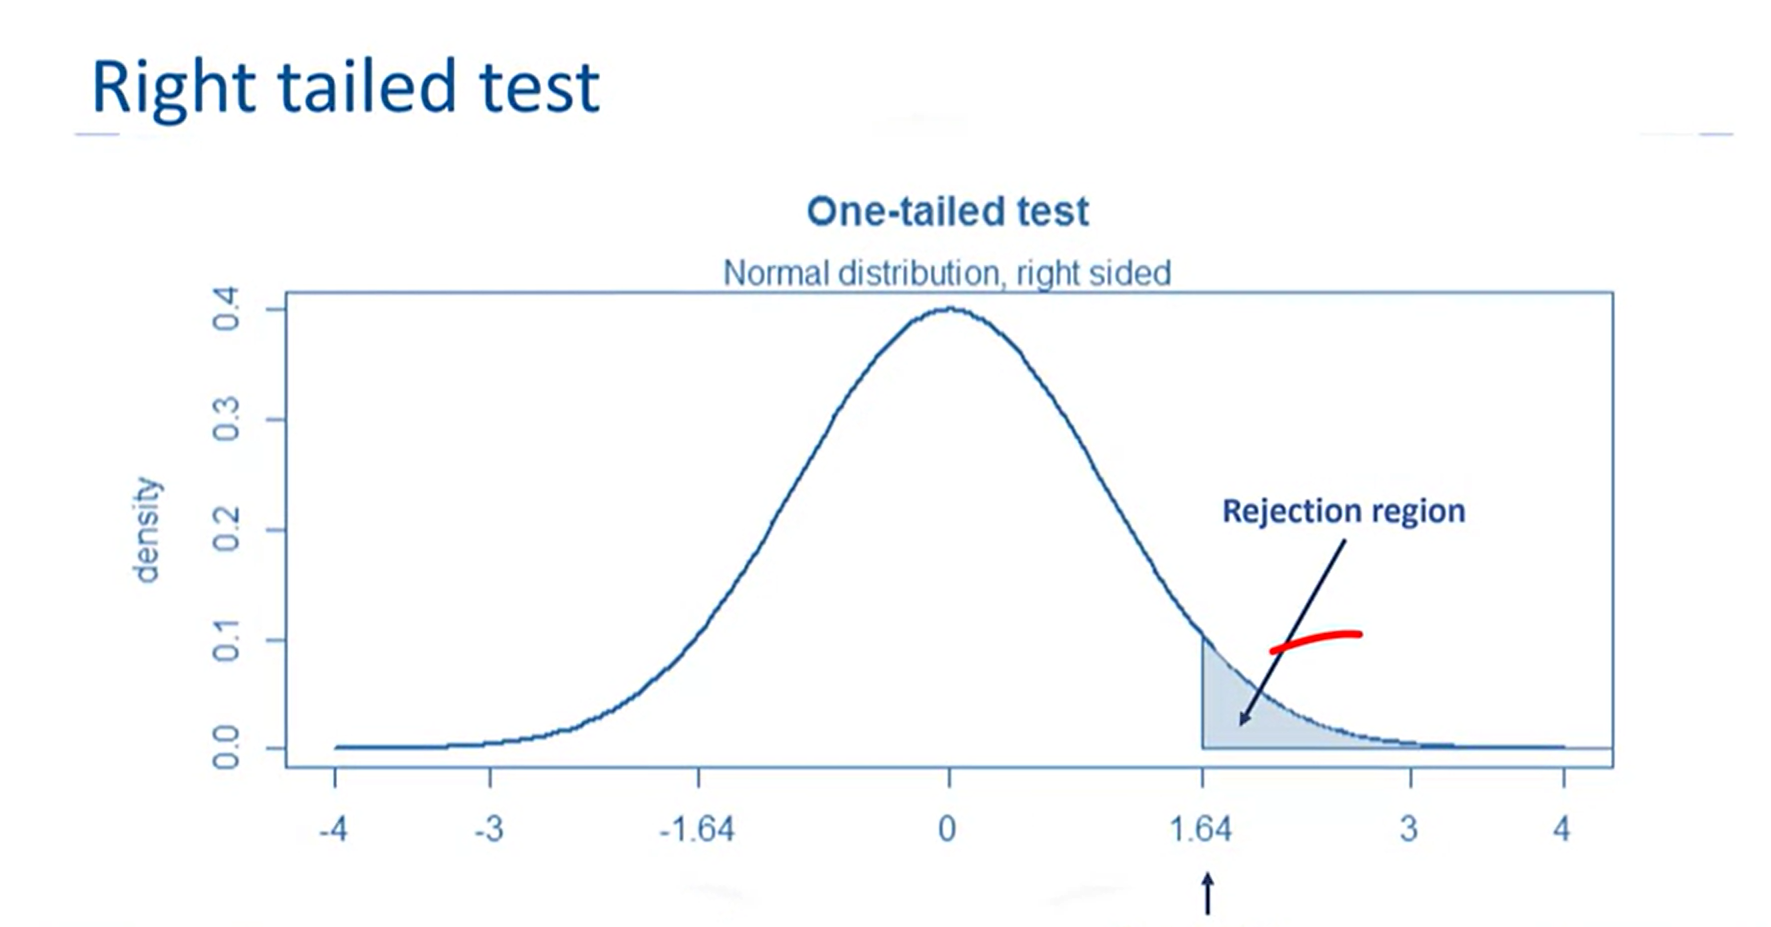 Right tailed test
One-tailed test
Normal distribution, right sided
0.4
0.3
0.2
0.1
0.0
density
Rejection region
-4 -3 -1.64 0 1.64 3 4